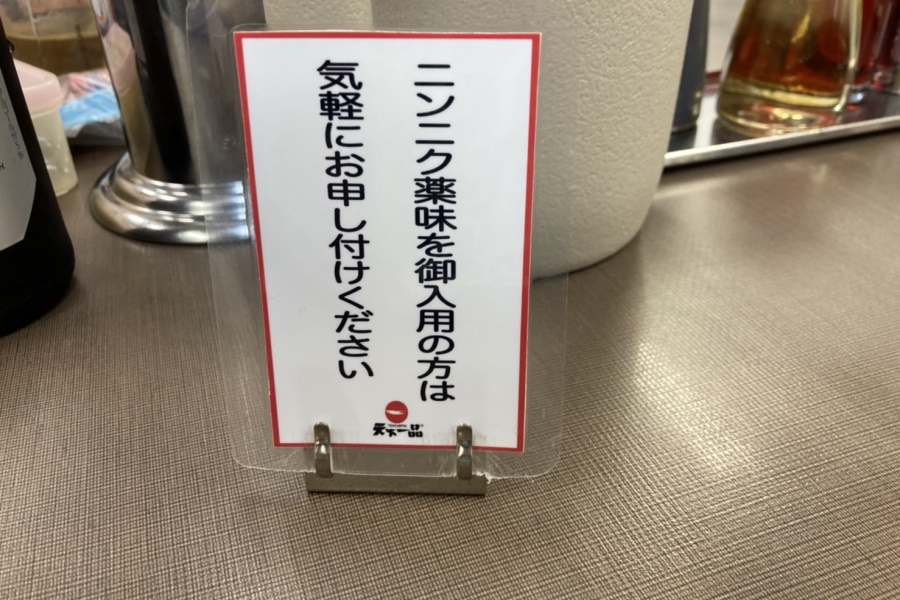 ニンニク薬味を御入用の方は
気軽にお申し付けください
天下一品